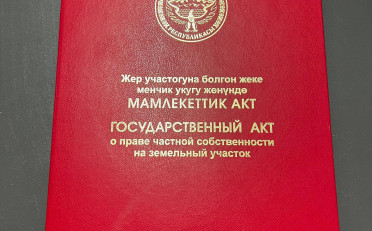 Жер участогуна болгон жеке
менчик укугу жөнүндө
МАМЛЕКЕТТИК АКТ
ГОСУДАРСТВЕННЫЙ АКТ
о праве частной собственности
на земельный участок